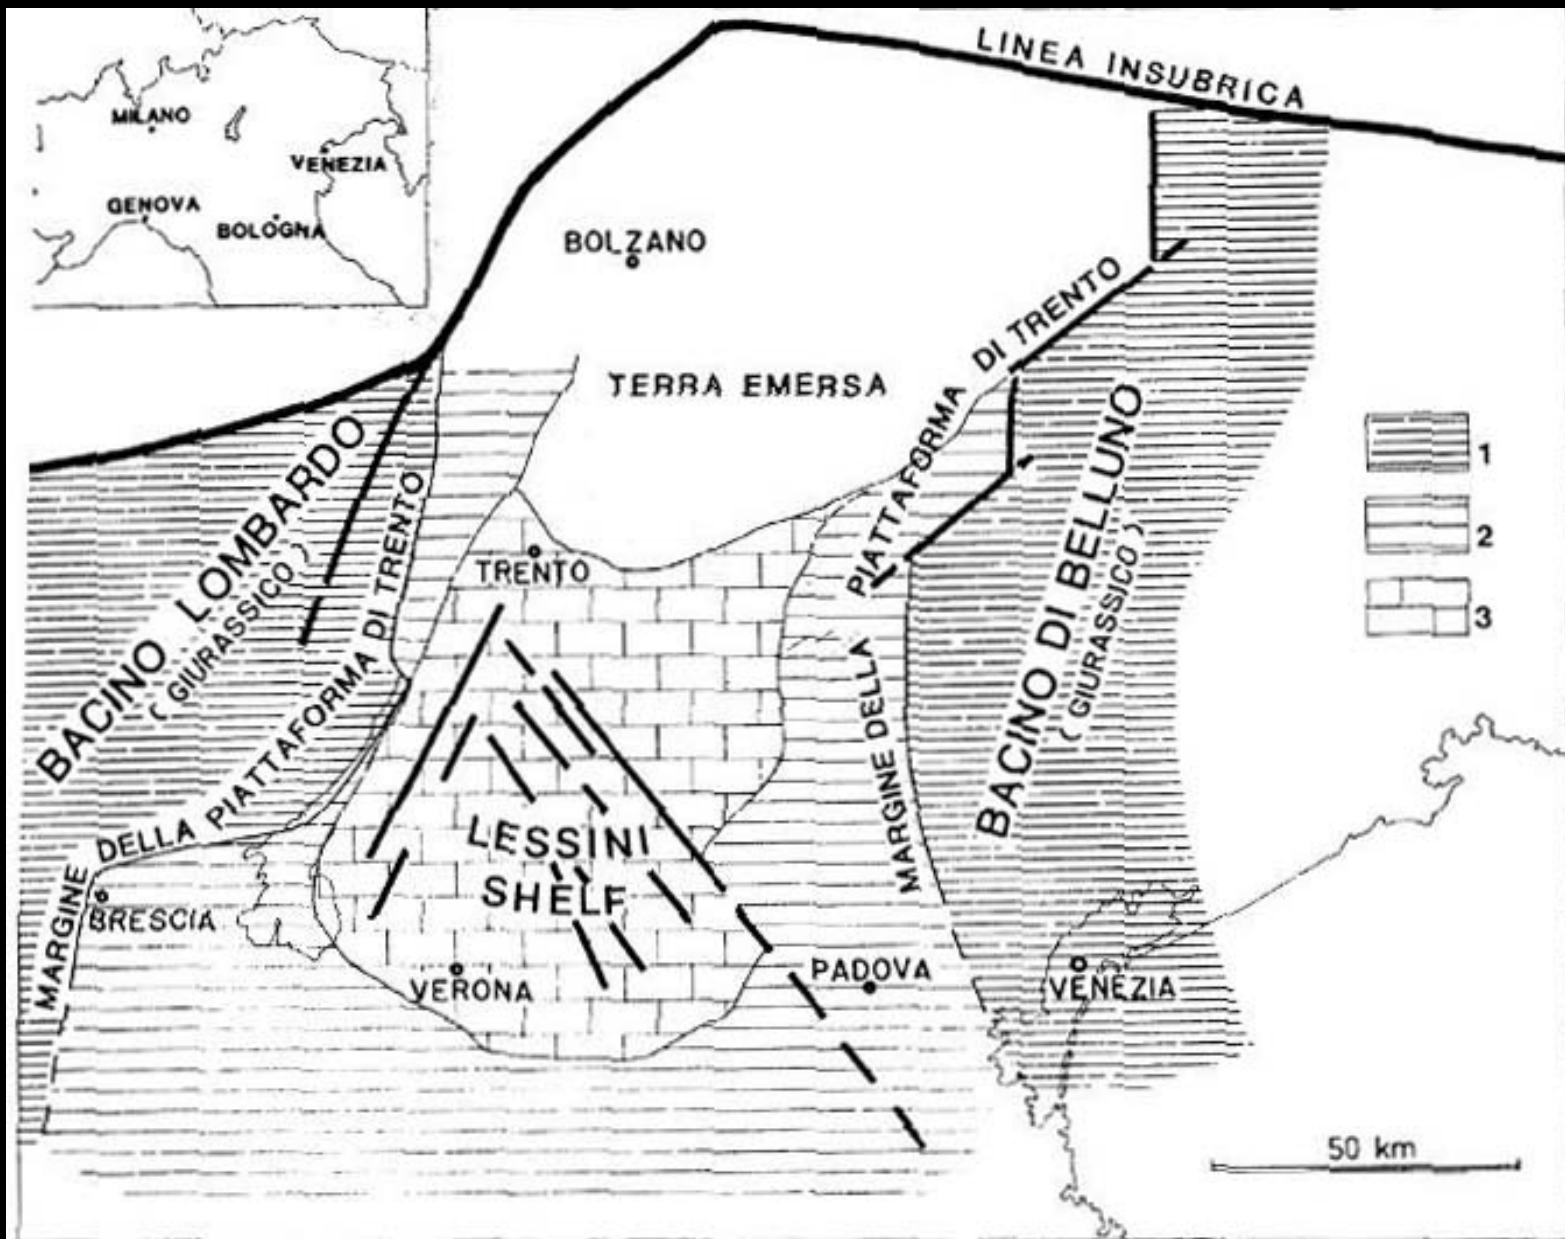 MILANO
VENEZIA
GENOVA
BOLOGNA
LINEA INSUBRICA
BOLZANO
TERRA EMERSA
BACINO LOMBARDO
( GIURASSICO )
MARGINE DELLA PIATTAFORMA DI TRENTO
TRENTO
MARGINE DELLA PIATTAFORMA DI TRENTO
BACINO DI BELLUNO
( GIURASSICO )
1
2
3
LESSINI
SHELF
BRESCIA
VERONA
PADOVA
VENEZIA
50 km